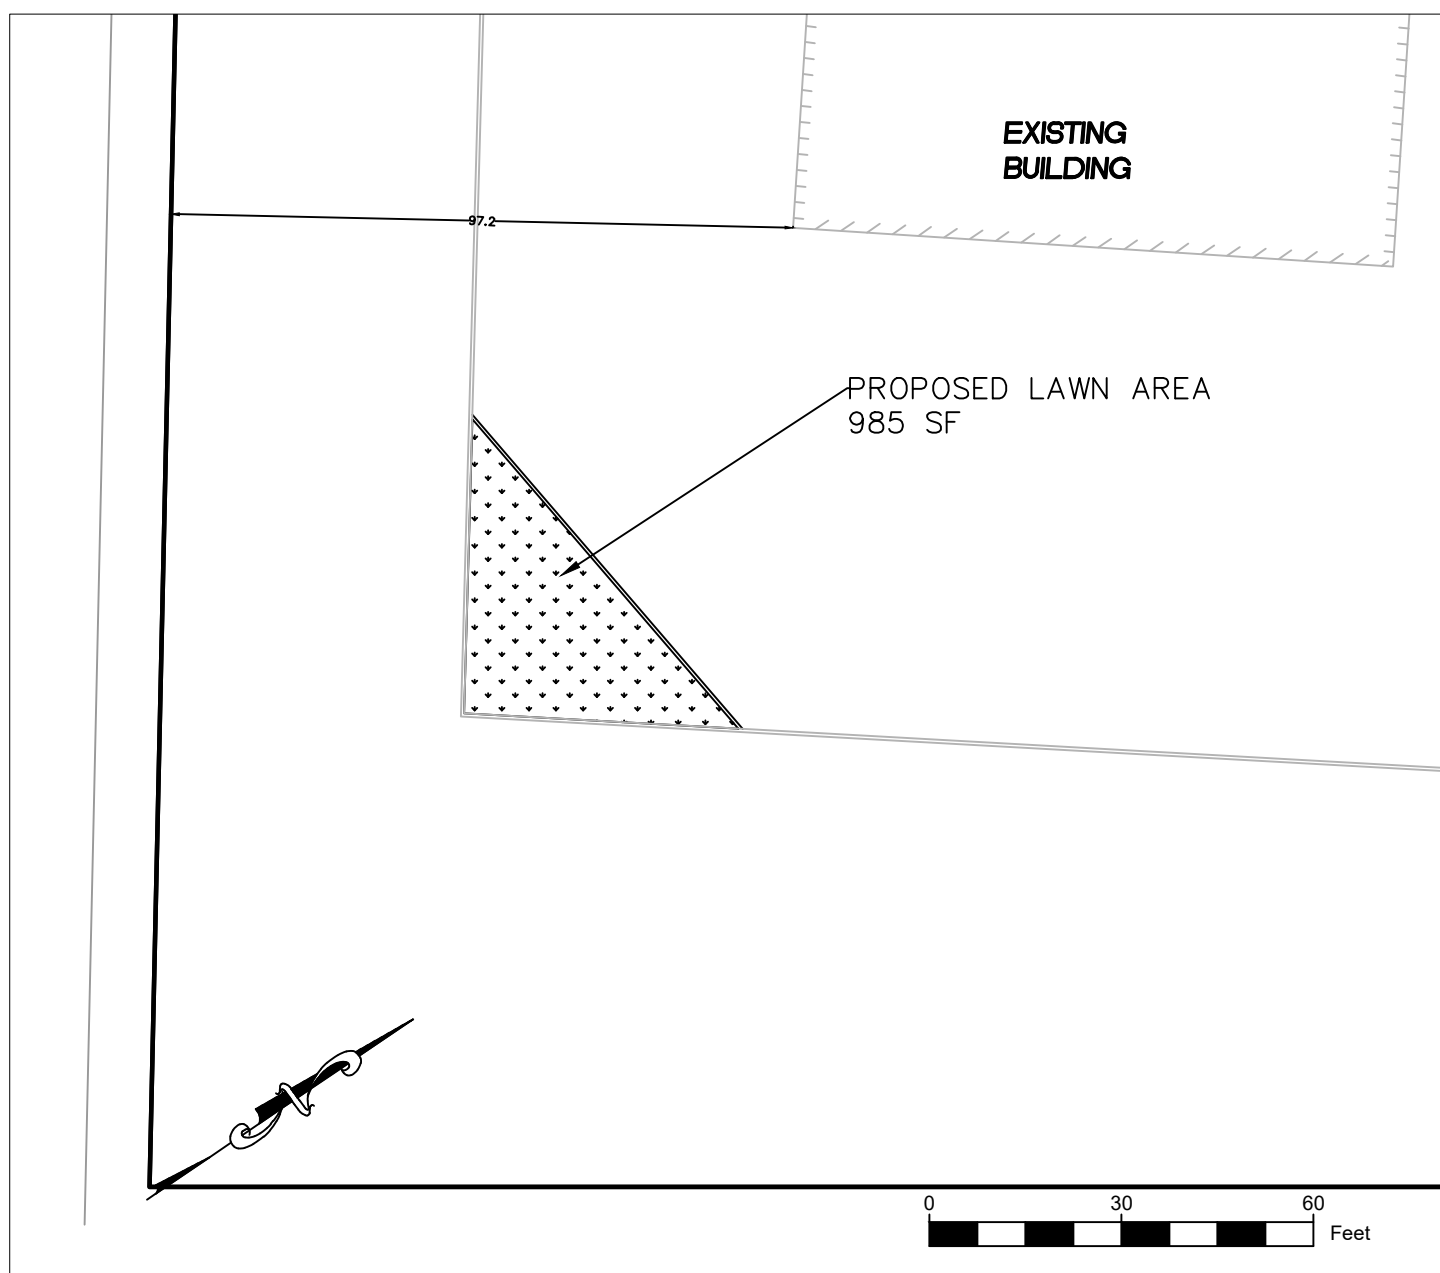 EXISTING
BUILDING
97.2
PROPOSED LAWN AREA
985 SF
N
0 30 60
Feet